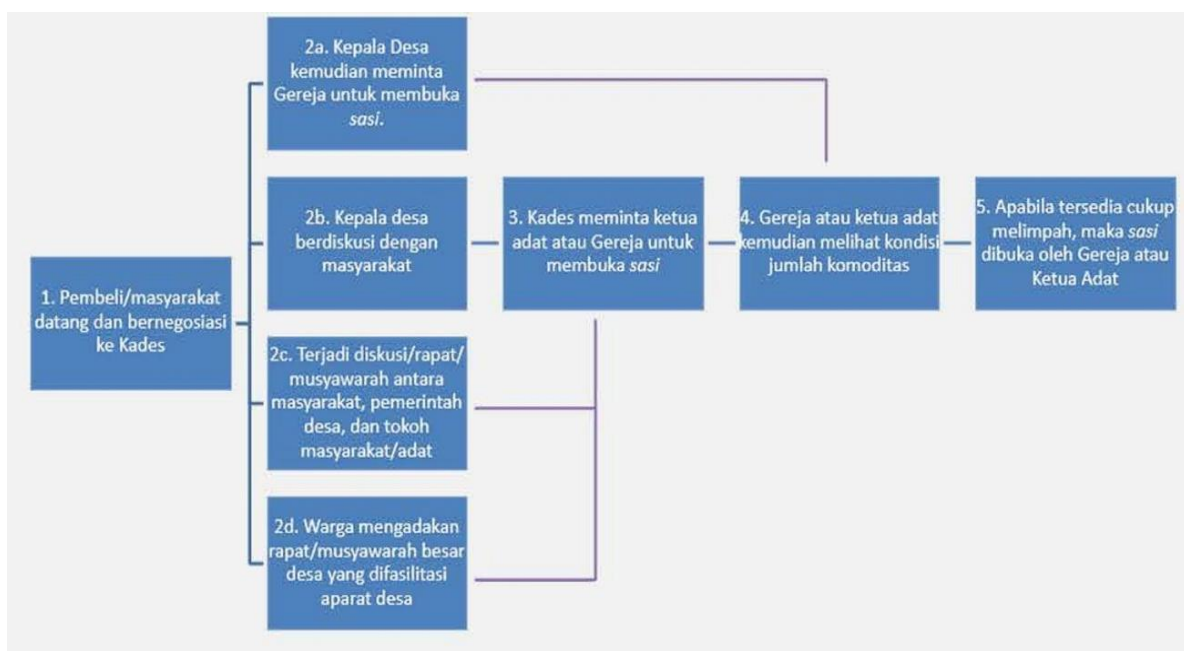 1. Pembeli/masyarakat
datang dan bernegosiasi
ke Kades
2a. Kepala Desa
kemudian meminta
Gereja untuk membuka
sasi.
2b. Kepala desa
berdiskusi dengan
masyarakat
2c. Terjadi diskusi/rapat/
musyawarah antara
masyarakat, pemerintah
desa, dan tokoh
masyarakat/adat
2d. Warga mengadakan
rapat/musyawarah besar
desa yang difasilitasi
aparat desa
3. Kades meminta ketua
adat atau Gereja untuk
membuka sasi
4. Gereja atau ketua adat
kemudian melihat kondisi
jumlah komoditas
5. Apabila tersedia cukup
melimpah, maka sasi
dibuka oleh Gereja atau
Ketua Adat